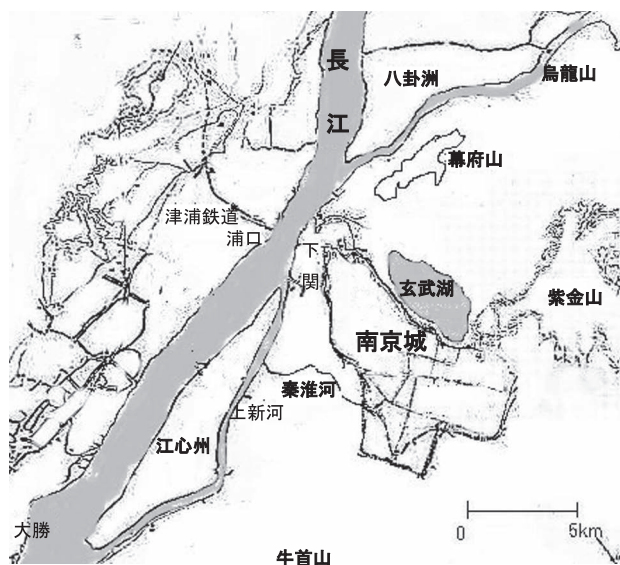 長江
八卦洲
烏龍山
幕府山
津浦鉄道
浦口
下関
玄武湖
紫金山
南京城
秦淮河
上新河
江心州
大勝
牛首山
0 5km